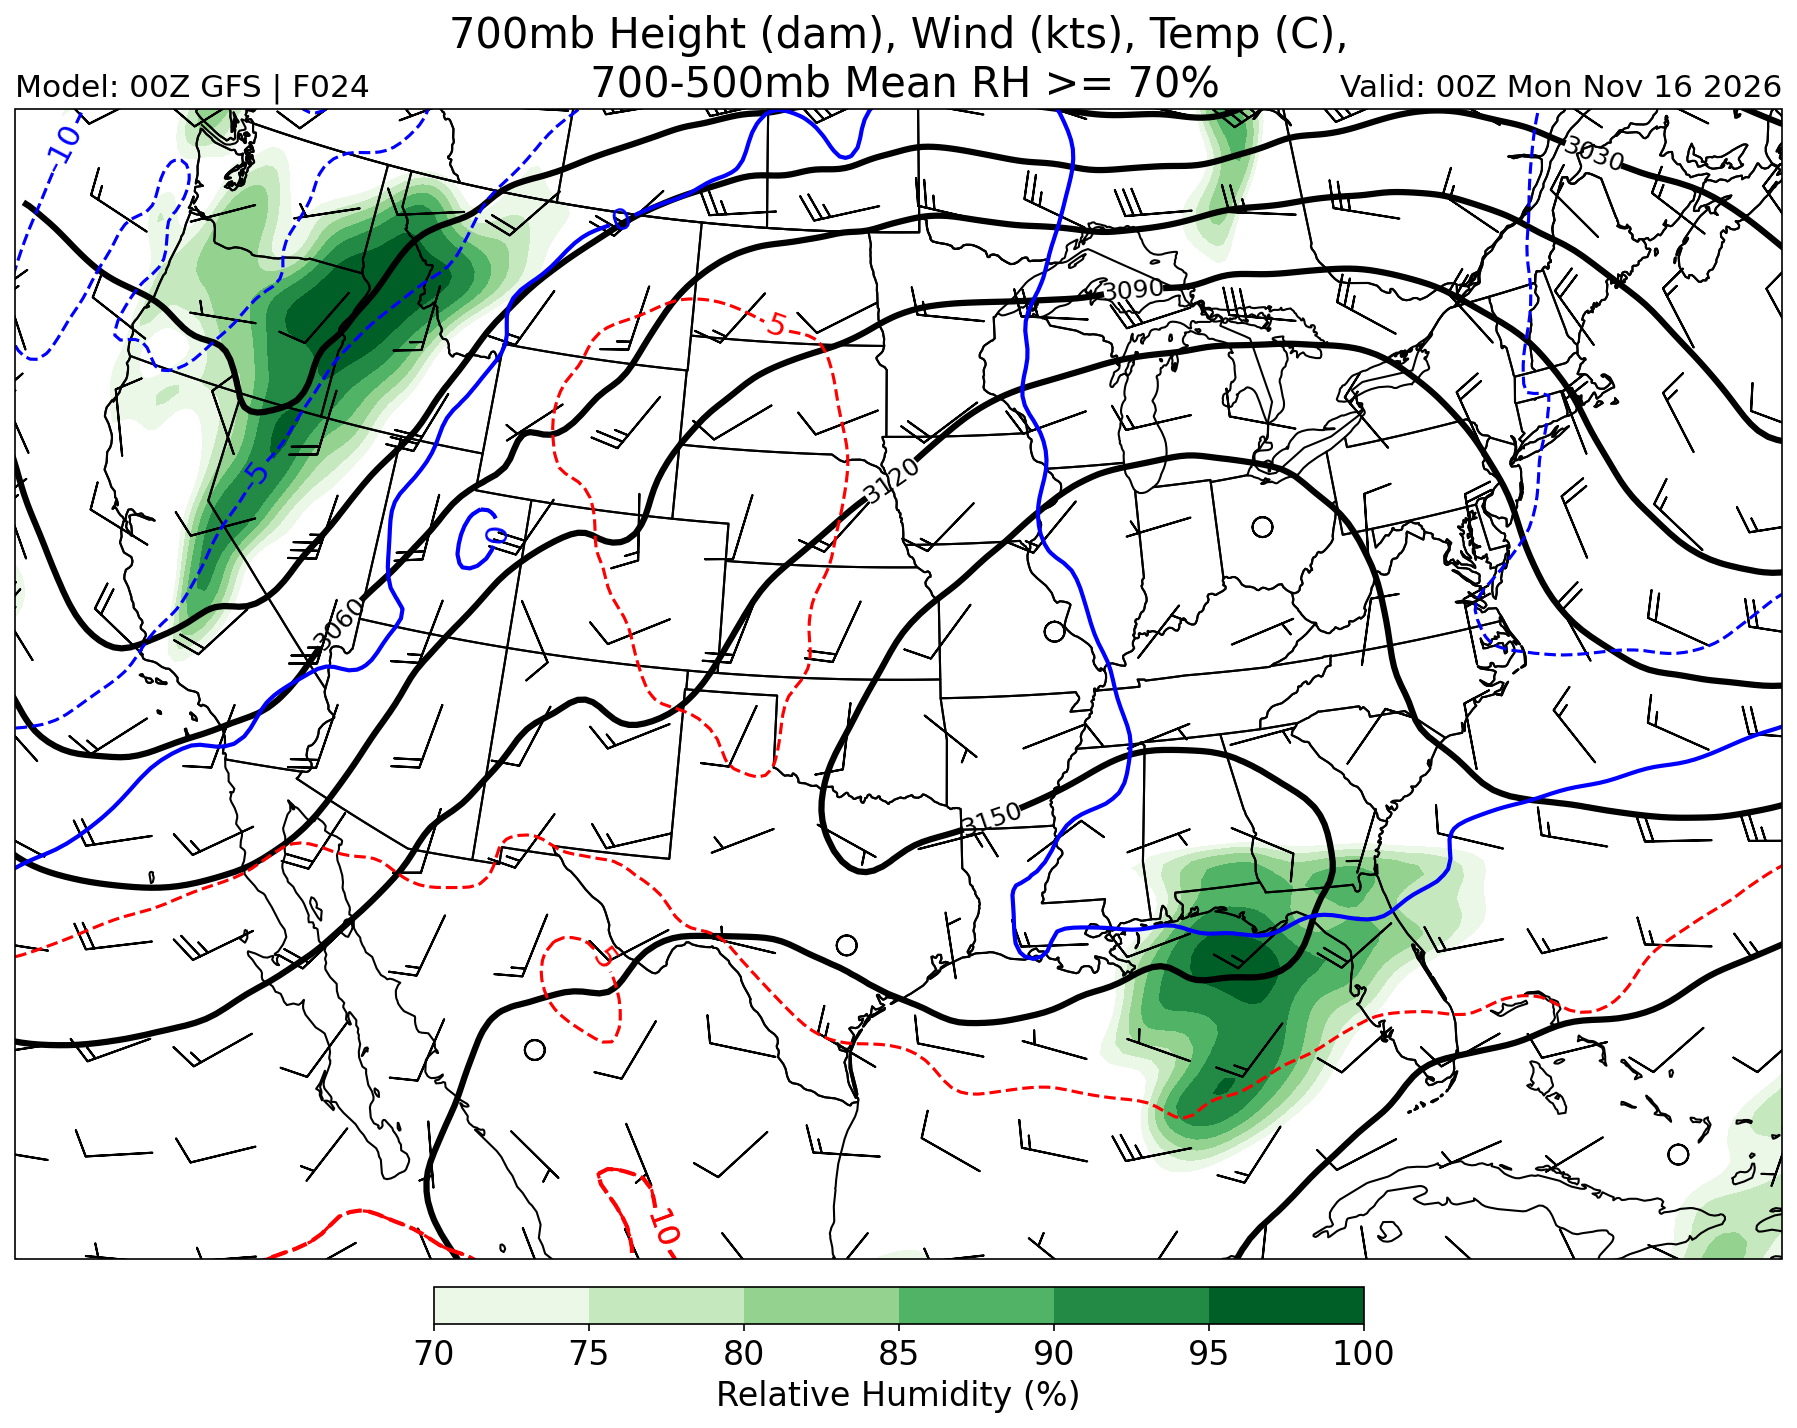 700mb Height (dam), Wind (kts), Temp (C),
700-500mb Mean RH >= 70%
Model: 00Z GFS | F024
Valid: 00Z Mon Nov 16 2026
-10
3030
0
3090
5
3120
-5
0
3060
3150
5
10
70 75 80 85 90 95 100
Relative Humidity (%)